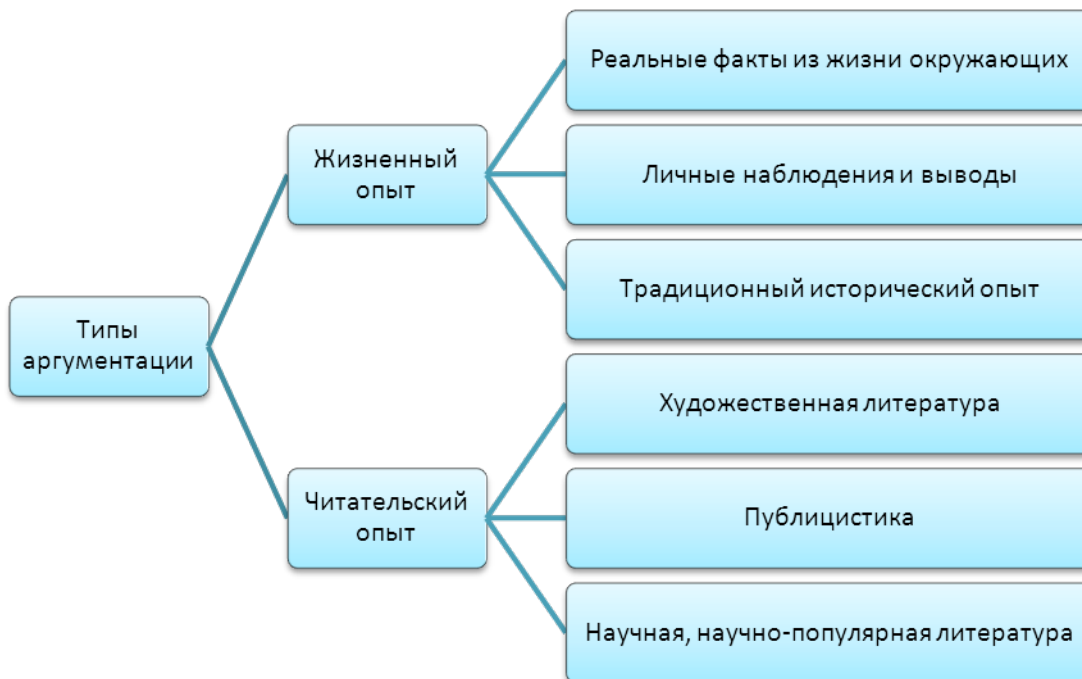 Типы
аргументации
Жизненный
опыт
Реальные факты из жизни окружающих
Личные наблюдения и выводы
Традиционный исторический опыт
Читательский
опыт
Художественная литература
Публицистика
Научная, научно-популярная литература